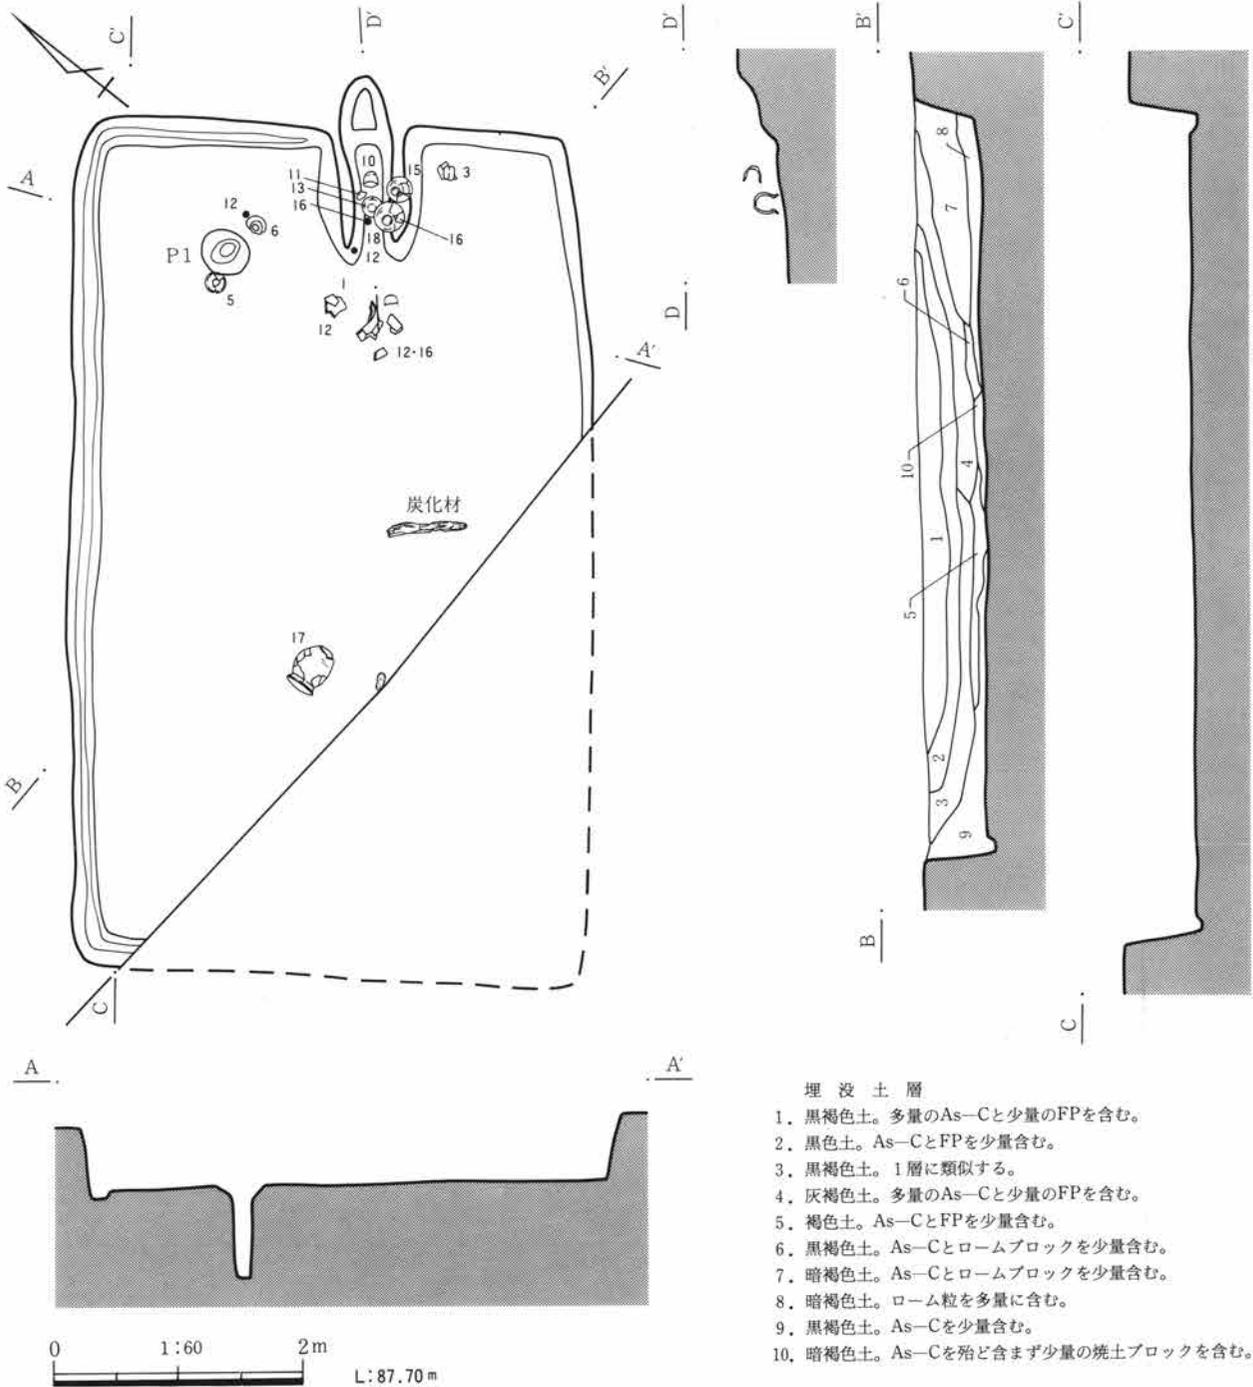 C′
D′
D′
B′
C′
B′
A
10
15
3
11
13
16
12
6
P1
18
16
12
5
1
D
12
12・16
D
A′
炭化材
17
B
C
8
7
6
10
4
1
5
2
3
9
B
C
A
A′
0 1:60 2m
L:87.70m
埋没土層
1. 黒褐色土。多量のAs―Cと少量のFPを含む。
2. 黒色土。As―CとFPを少量含む。
3. 黒褐色土。1層に類似する。
4. 灰褐色土。多量のAs―Cと少量のFPを含む。
5. 褐色土。As―CとFPを少量含む。
6. 黒褐色土。As―Cとロームブロックを少量含む。
7. 暗褐色土。As―Cとロームブロックを少量含む。
8. 暗褐色土。ローム粒を多量に含む。
9. 黒褐色土。As―Cを少量含む。
10. 暗褐色土。As―Cを殆ど含まず少量の焼土ブロックを含む。